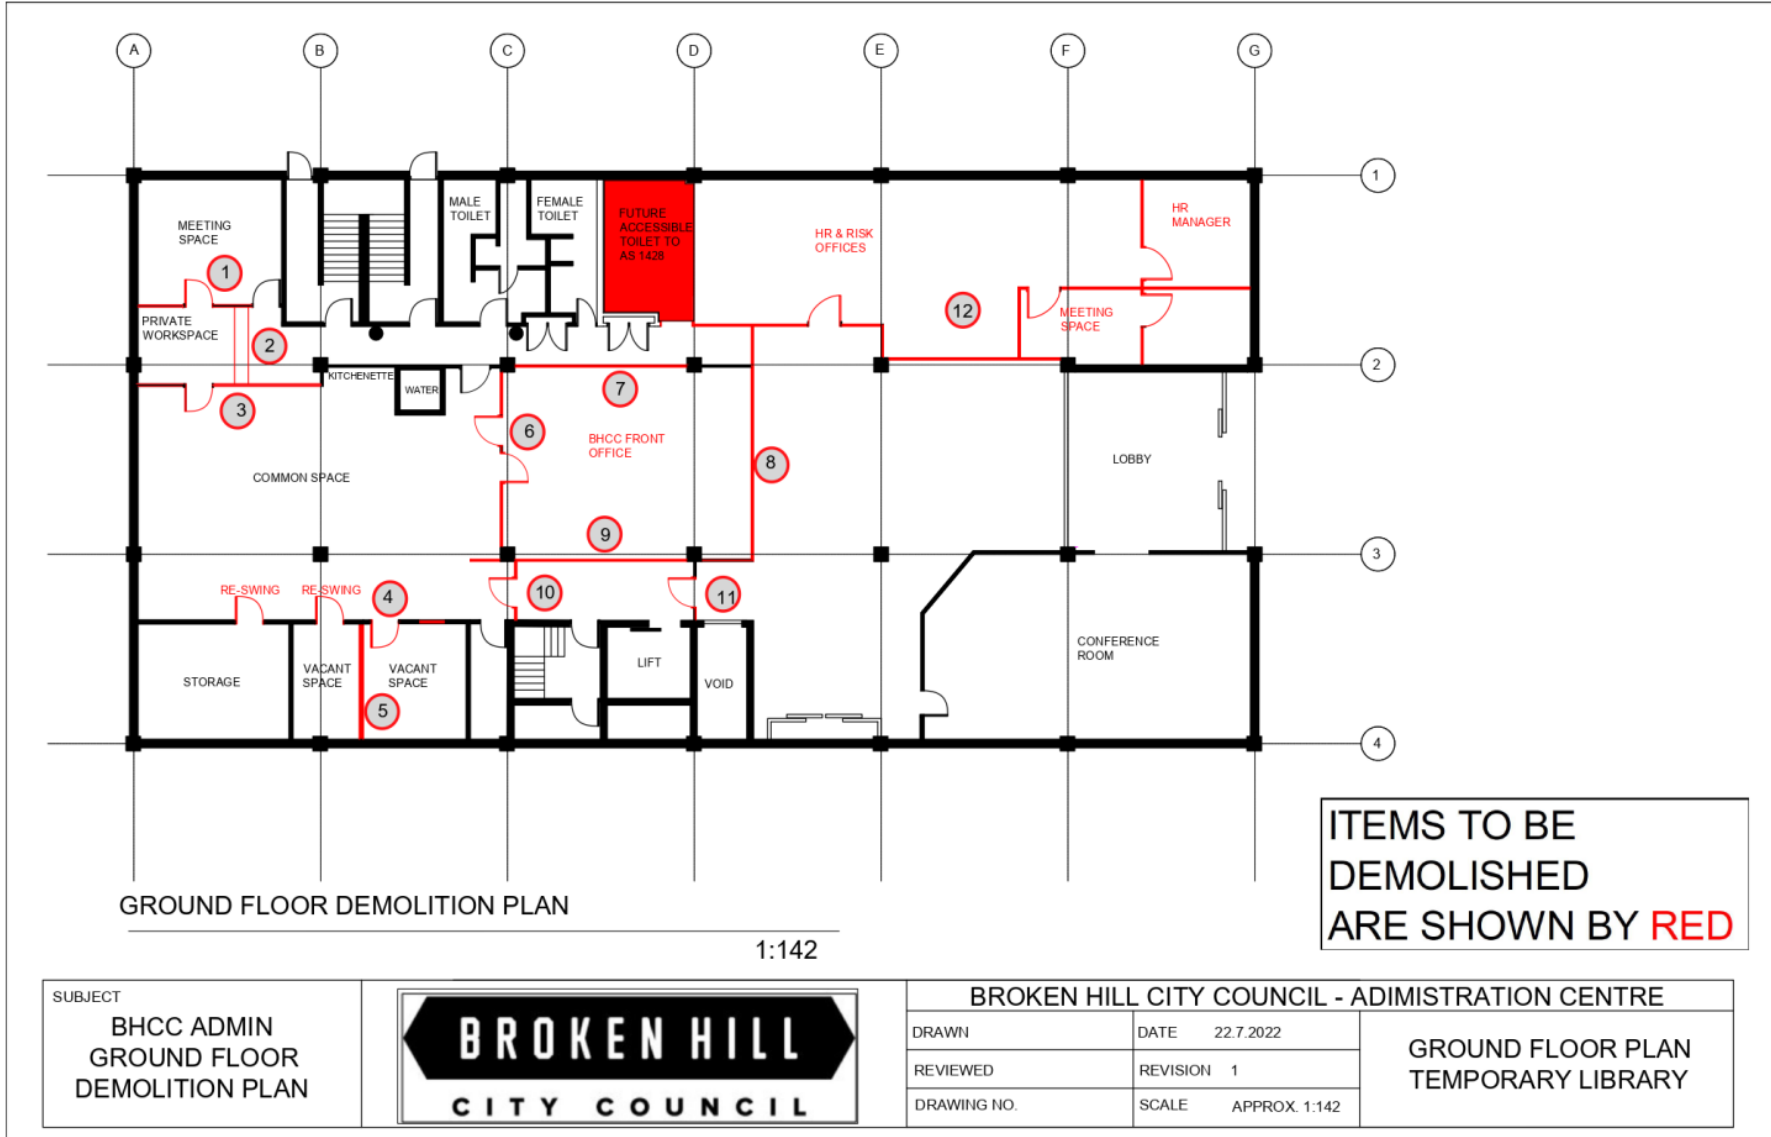 A
B
C
D
E
F
G
1
MEETING
SPACE
MALE
TOILET
FEMALE
TOILET
FUTURE
ACCESSIBLE
TOILET TO
AS 1428
HR & RISK
OFFICES
HR
MANAGER
1
PRIVATE
WORKSPACE
2
12
MEETING
SPACE
2
KITCHENETTE
WATER
3
7
6
BHCC FRONT
OFFICE
8
COMMON SPACE
LOBBY
9
3
RE-SWING
RE-SWING
4
10
11
STORAGE
VACANT
SPACE
VACANT
SPACE
5
LIFT
VOID
CONFERENCE
ROOM
4
GROUND FLOOR DEMOLITION PLAN
1:142
ITEMS TO BE
DEMOLISHED
ARE SHOWN BY RED
SUBJECT
BHCC ADMIN
GROUND FLOOR
DEMOLITION PLAN
BROKEN HILL
CITY COUNCIL
BROKEN HILL CITY COUNCIL - ADIMISTRATION CENTRE
DRAWN
DATE 22.7.2022
REVIEWED
REVISION 1
DRAWING NO.
SCALE APPROX. 1:142
GROUND FLOOR PLAN
TEMPORARY LIBRARY